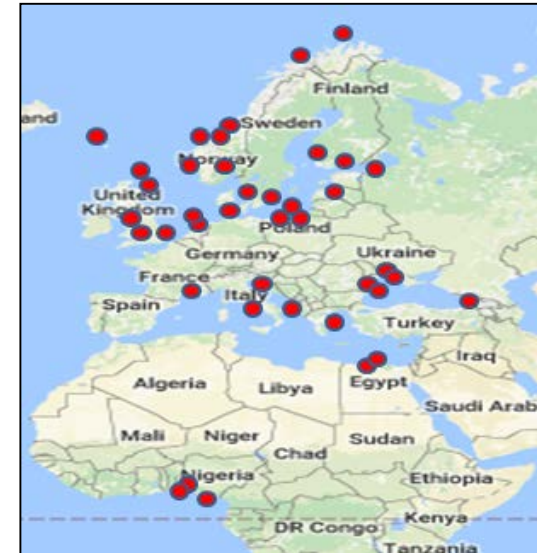 Finland
and
Sweden
Norway
United
Kingdom
Poland
Germany
Ukraine
France
Italy
Spain
Turkey
Iraq
Algeria
Libya
Egypt
Saudi Arab
Mali
Niger
Chad
Sudan
Nigeria
Ethiopia
DR Congo
Kenya
Tanzania